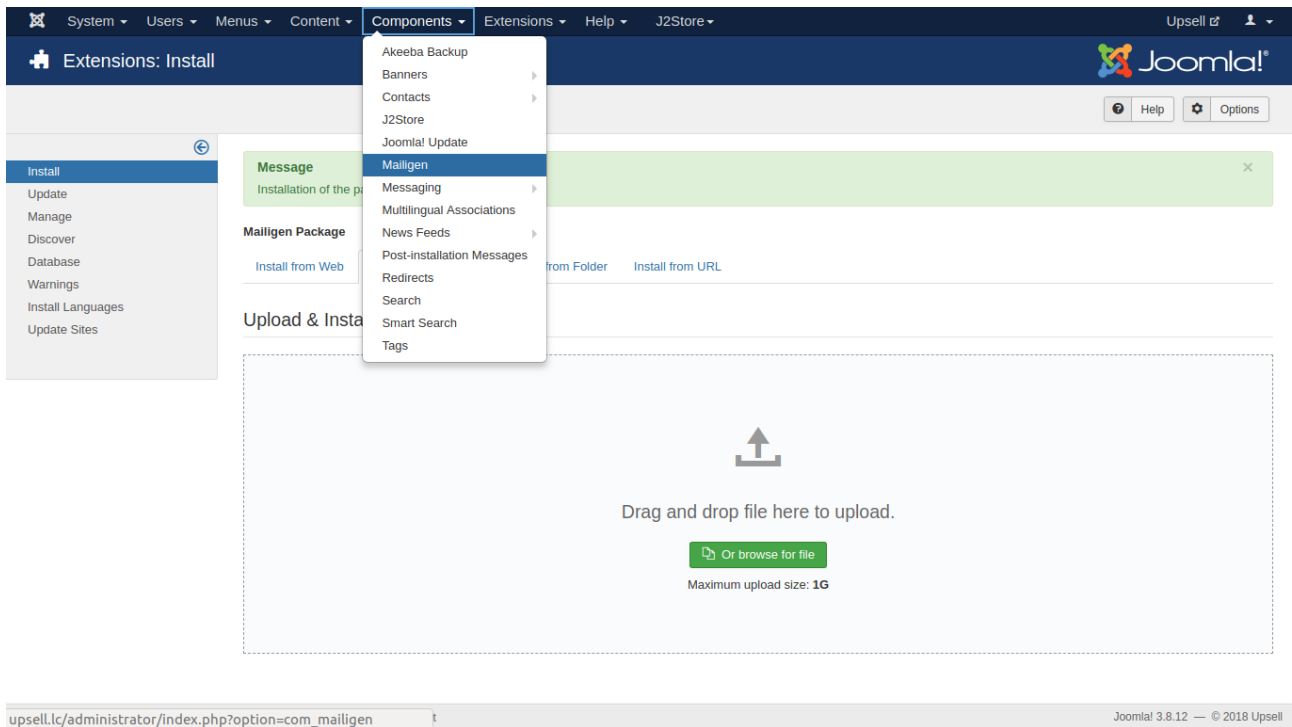 System Users Menus Content Components Extensions Help J2Store Upsell
Extensions: Install
Joomla!®
Help Options
Install
Update
Manage
Discover
Database
Warnings
Install Languages
Update Sites
Akeeba Backup
Banners
Contacts
J2Store
Joomla! Update
Mailigen
Messaging
Multilingual Associations
News Feeds
Post-installation Messages
Redirects
Search
Smart Search
Tags
Message ×
Installation of the
Mailigen Package
Install from Web from Folder Install from URL
Upload &
Drag and drop file here to upload.
Or browse for file
Maximum upload size: 1G
upsell.lc/administrator/index.php?option=com_mailigen
Joomla! 3.8.12 — © 2018 Upsell